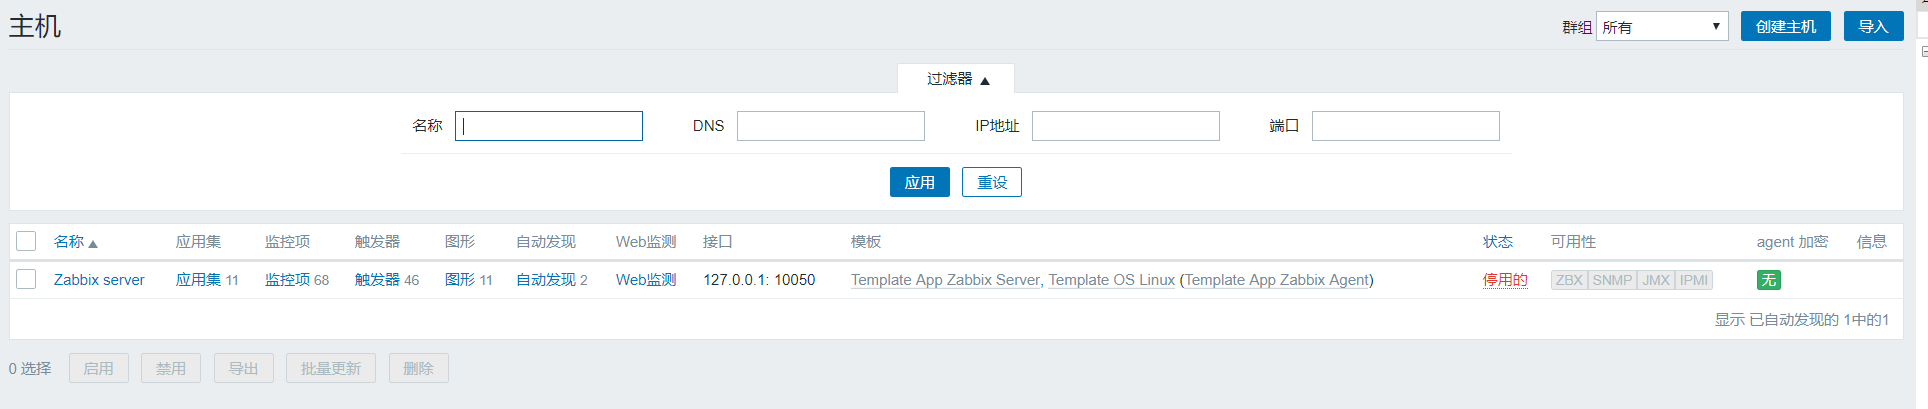 主机 群组 所有 创建主机 导入
过滤器
名称 DNS IP地址 端口
应用 重设
名称 应用集 监控项 触发器 图形 自动发现 Web监测 接口 模板 状态 可用性 agent 加密 信息
Zabbix server 应用集 11 监控项 68 触发器 46 图形 11 自动发现 2 Web监测 127.0.0.1: 10050 Template App Zabbix Server, Template OS Linux (Template App Zabbix Agent) 停用的 ZBX SNMP JMX IPMI 无
显示 已自动发现的 1中的1
0 选择 启用 禁用 导出 批量更新 删除